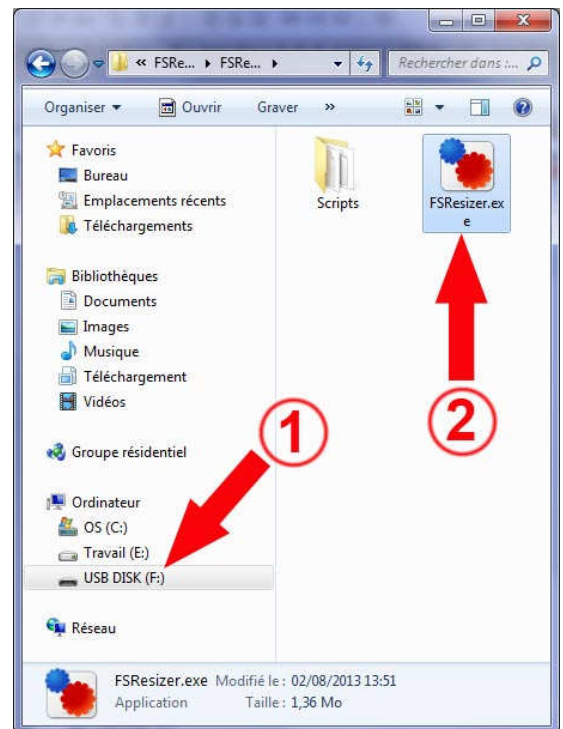 « FSRe... FSRe...
Rechercher dans :...
Organiser Ouvrir Graver »
Favoris
Bureau
Emplacements récents
Téléchargements
Bibliothèques
Documents
Images
Musique
Téléchargement
Vidéos
Groupe résidentiel
Ordinateur
OS (C:)
Travail (E:)
USB DISK (F:)
Réseau
Scripts
FSResizer.ex
e
1
2
FSResizer.exe Modifié le : 02/08/2013 13:51
Application Taille : 1,36 Mo